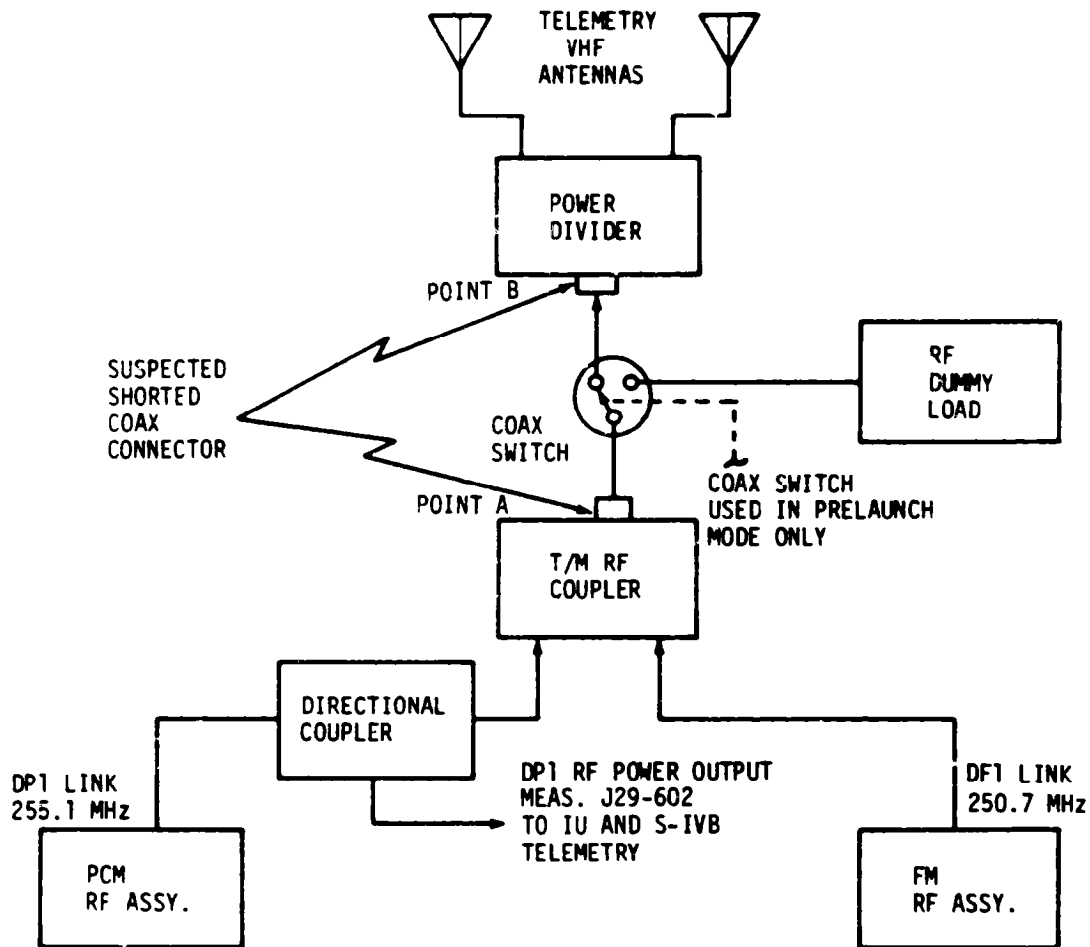 TELEMETRY
VHF
ANTENNAS
POWER
DIVIDER
POINT B
SUSPECTED
SHORTED
COAX
CONNECTOR
COAX
SWITCH
RF
DUMMY
LOAD
POINT A
COAX SWITCH
USED IN PRELAUNCH
MODE ONLY
T/M RF
COUPLER
DIRECTIONAL
COUPLER
DP1 LINK
255.1 MHz
DP1 RF POWER OUTPUT
MEAS. J29-602
TO IU AND S-IVB
TELEMETRY
DF1 LINK
250.7 MHz
PCM
RF ASSY.
FM
RF ASSY.